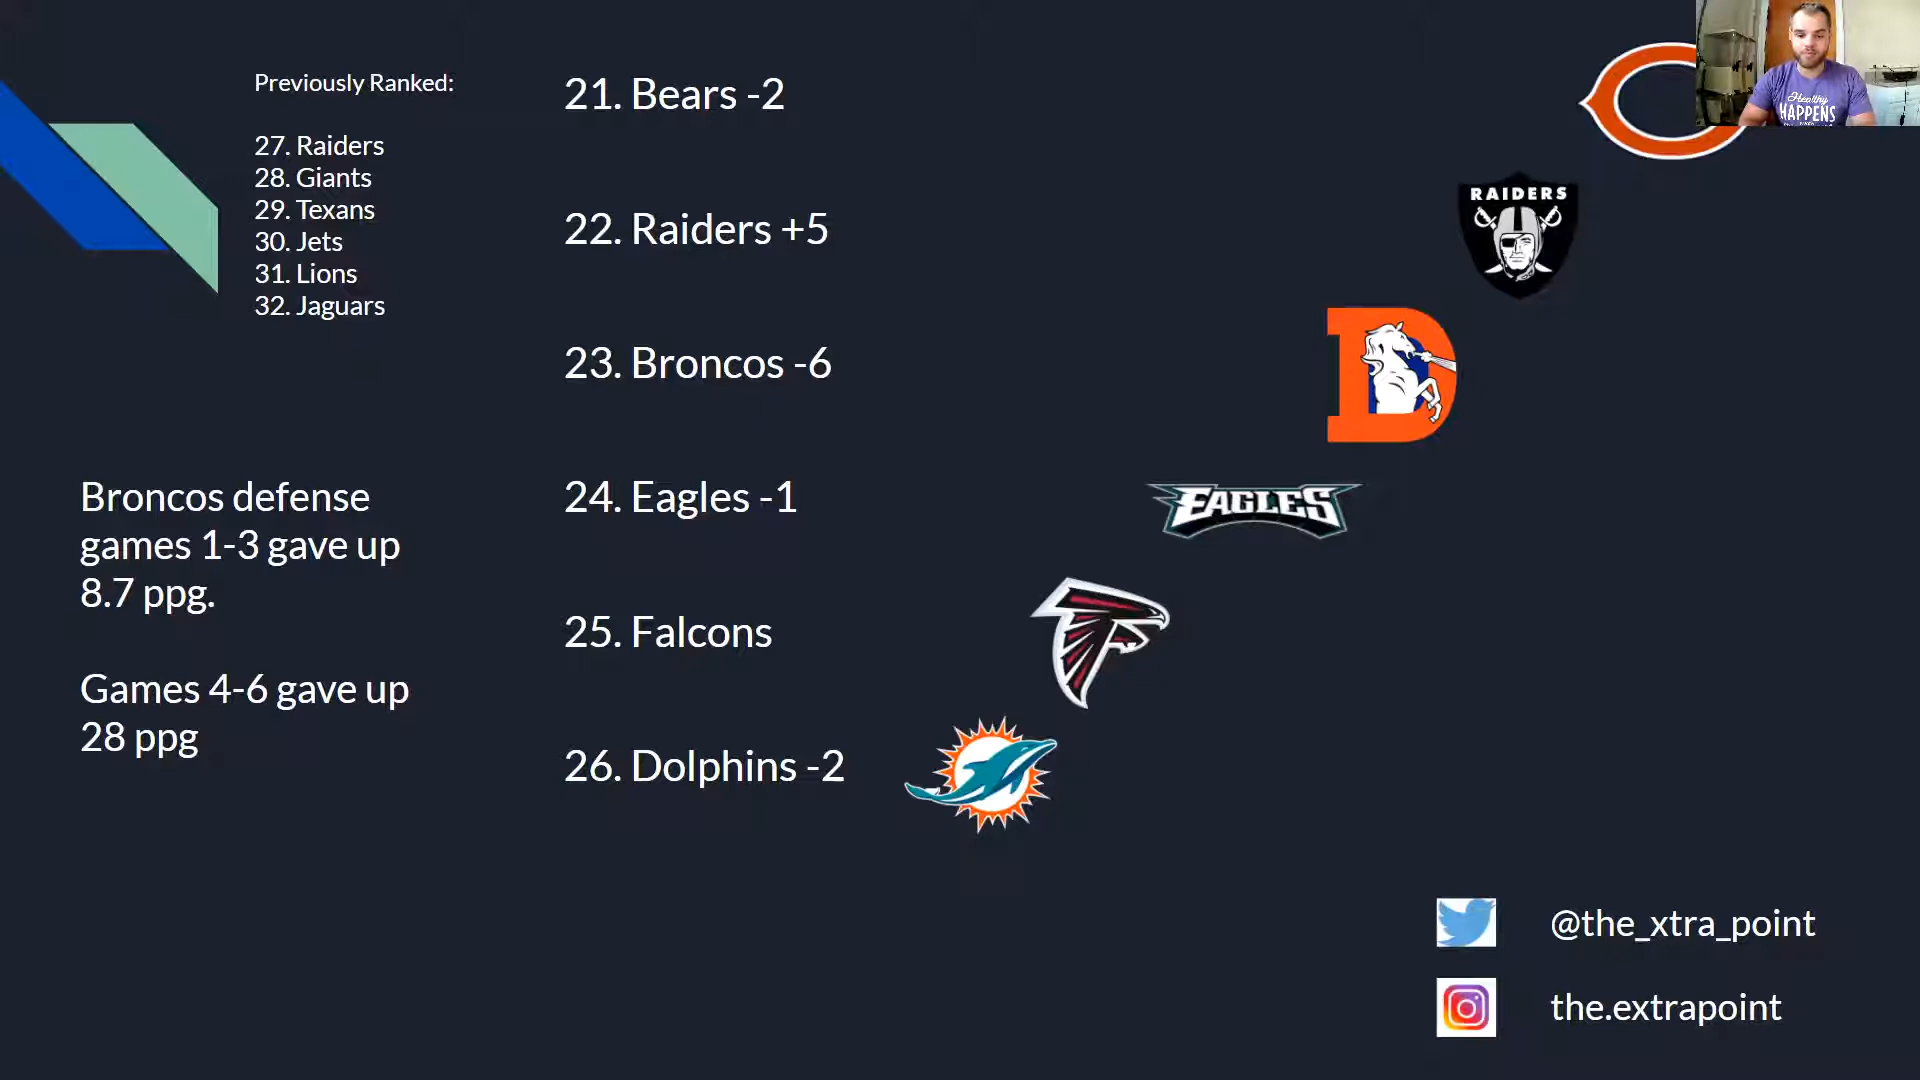 Previously Ranked:
27. Raiders
28. Giants
29. Texans
30. Jets
31. Lions
32. Jaguars
Broncos defense
games 1-3 gave up
8.7 ppg.
Games 4-6 gave up
28 ppg
21. Bears -2
22. Raiders +5
23. Broncos -6
24. Eagles -1
25. Falcons
26. Dolphins -2
RAIDERS
EAGLES
Healthy
HAPPENS
@the_xtra_point
the.extrapoint